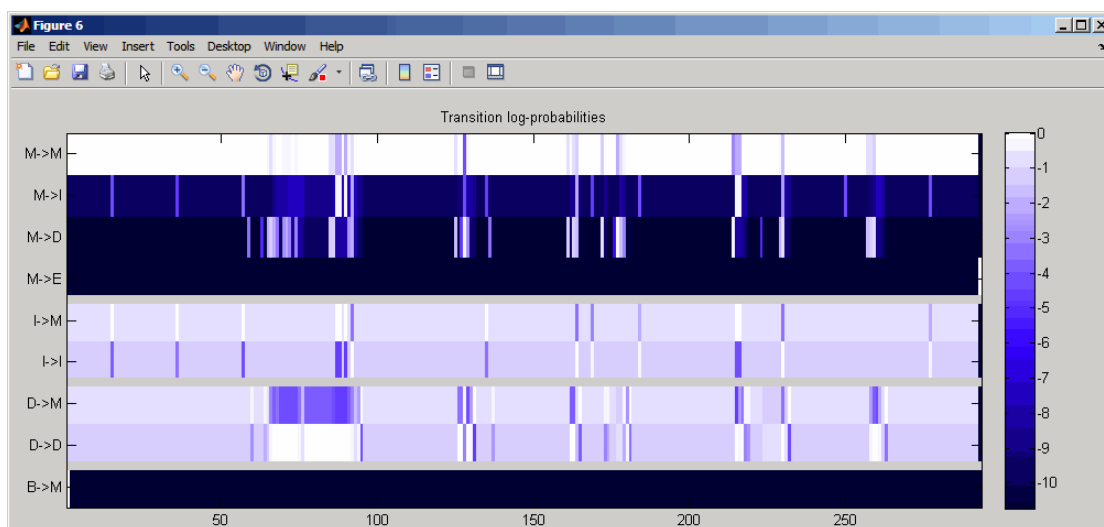 Figure 6
File Edit View Insert Tools Desktop Window Help
Transition log-probabilities
M->M
M->I
M->D
M->E
I->M
I->I
D->M
D->D
B->M
50 100 150 200 250
0
-1
-2
-3
-4
-5
-6
-7
-8
-9
-10